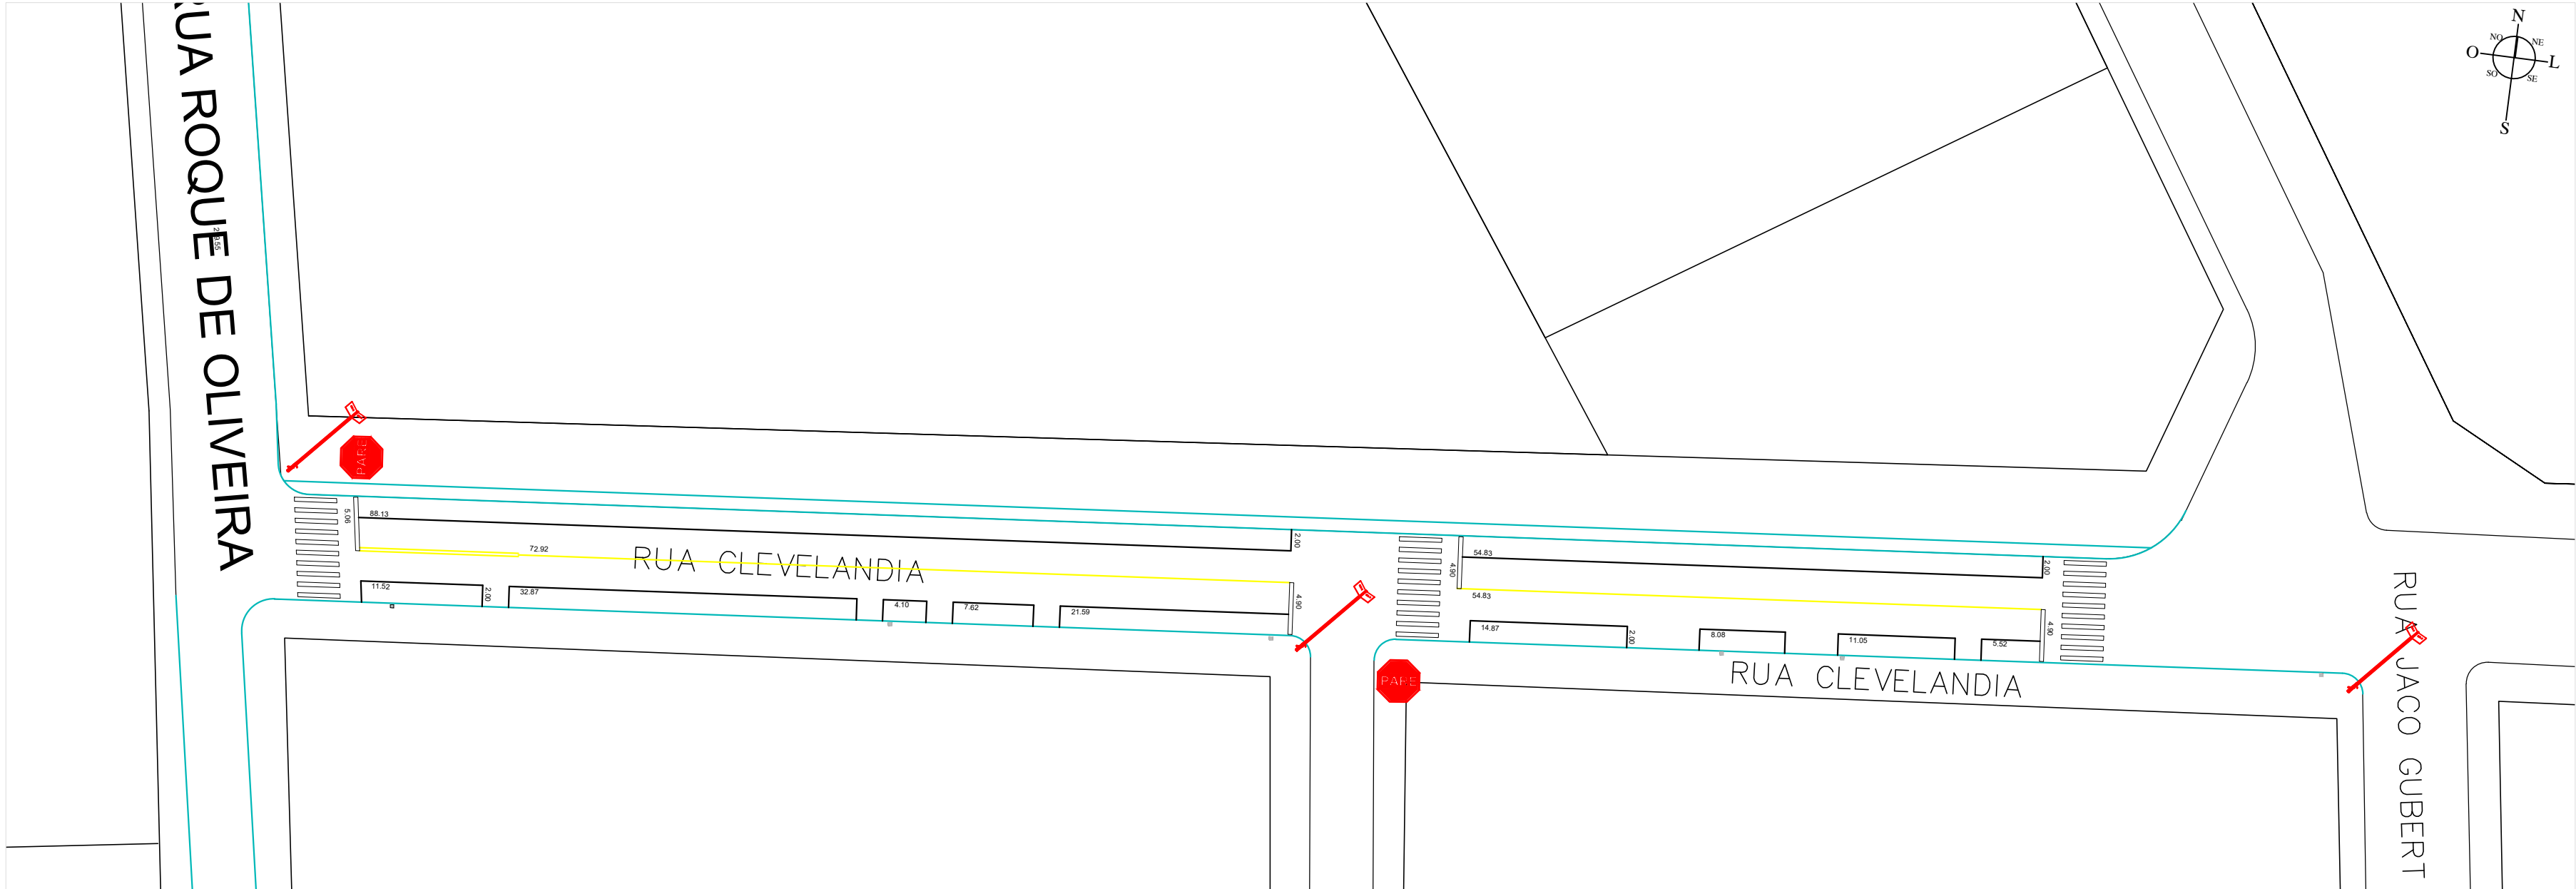 RUA ROQUE DE OLIVEIRA
N
NO
NE
O
L
SO
SE
S
PARE
5.06
88.13
72.92
RUA CLEVELANDIA
2.00
11.52
2.00
32.87
4.10
7.62
21.59
4.90
4.90
54.83
54.83
2.00
14.87
2.00
8.08
11.05
5.52
4.90
PARE
RUA CLEVELANDIA
RUA JACO GUBERT